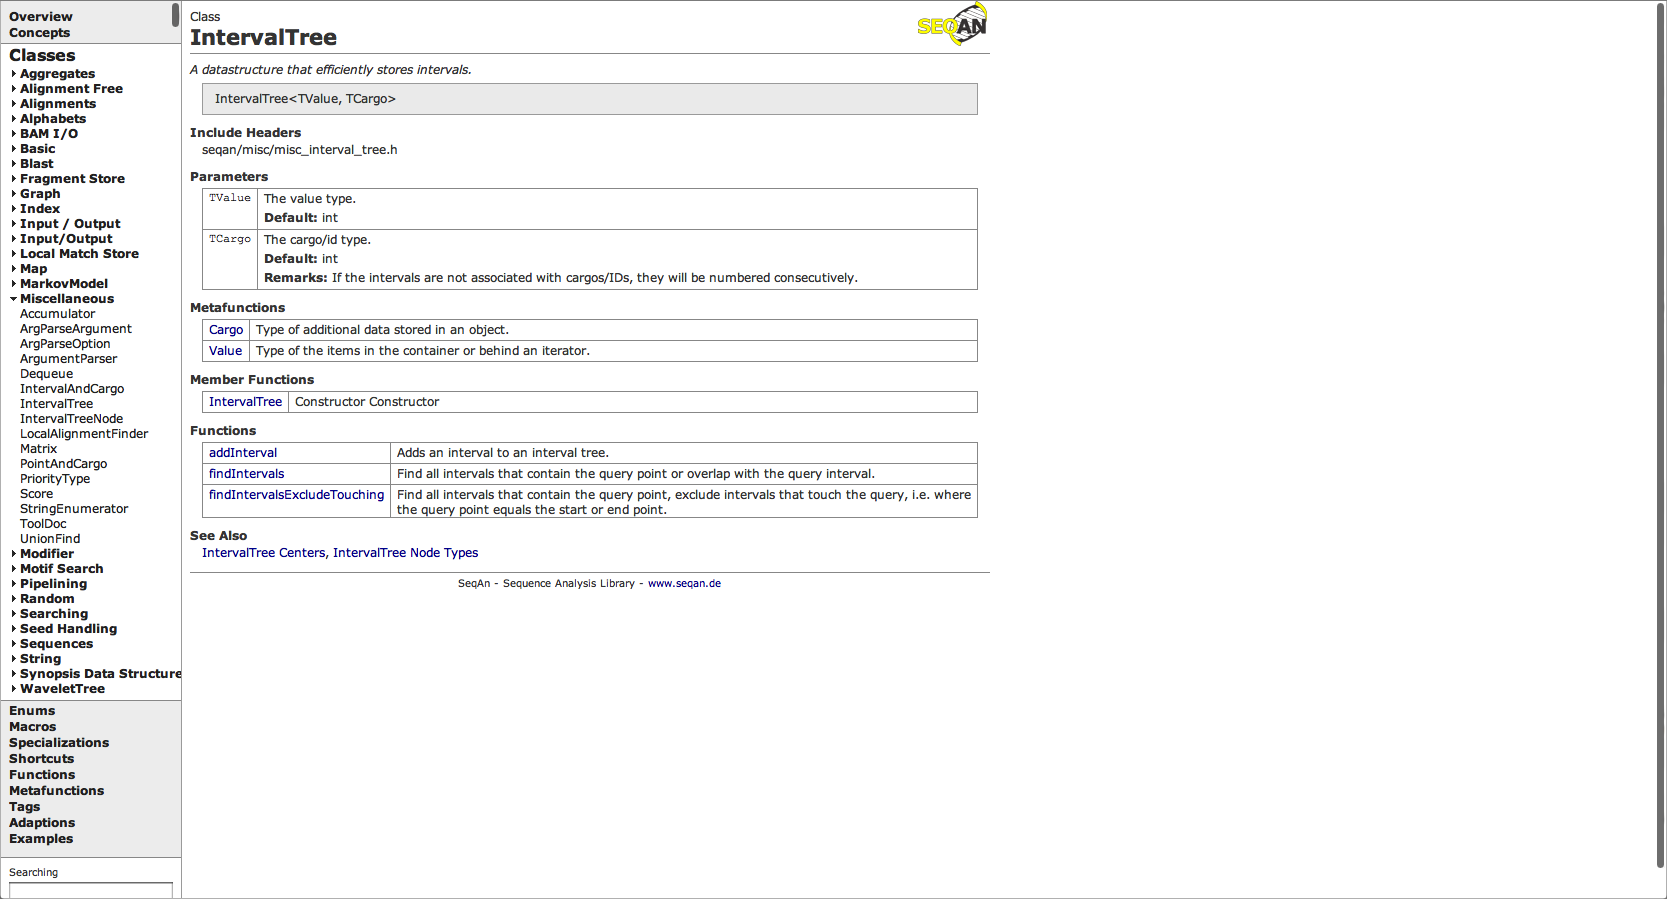 Overview
Concepts
Classes
Aggregates
Alignment Free
Alignments
Alphabets
BAM I/O
Basic
Blast
Fragment Store
Graph
Index
Input / Output
Input/Output
Local Match Store
Map
MarkovModel
Miscellaneous
Accumulator
ArgParseArgument
ArgParseOption
ArgumentParser
Dequeue
IntervalAndCargo
IntervalTree
IntervalTreeNode
LocalAlignmentFinder
Matrix
PointAndCargo
PriorityType
Score
StringEnumerator
ToolDoc
UnionFind
Modifier
Motif Search
Pipelining
Random
Searching
Seed Handling
Sequences
String
Synopsis Data Structure
WaveletTree
Enums
Macros
Specializations
Shortcuts
Functions
Metafunctions
Tags
Adaptions
Examples
Searching
Class
IntervalTree
SEQAN
A datastructure that efficiently stores intervals.
IntervalTree<TValue, TCargo>
Include Headers
seqan/misc/misc_interval_tree.h
Parameters
TValue The value type.
Default: int
TCargo The cargo/id type.
Default: int
Remarks: If the intervals are not associated with cargos/IDs, they will be numbered consecutively.
Metafunctions
Cargo Type of additional data stored in an object.
Value Type of the items in the container or behind an iterator.
Member Functions
IntervalTree Constructor Constructor
Functions
addInterval Adds an interval to an interval tree.
findIntervals Find all intervals that contain the query point or overlap with the query interval.
findIntervalsExcludeTouching Find all intervals that contain the query point, exclude intervals that touch the query, i.e. where
the query point equals the start or end point.
See Also
IntervalTree Centers, IntervalTree Node Types
SeqAn - Sequence Analysis Library - www.seqan.de